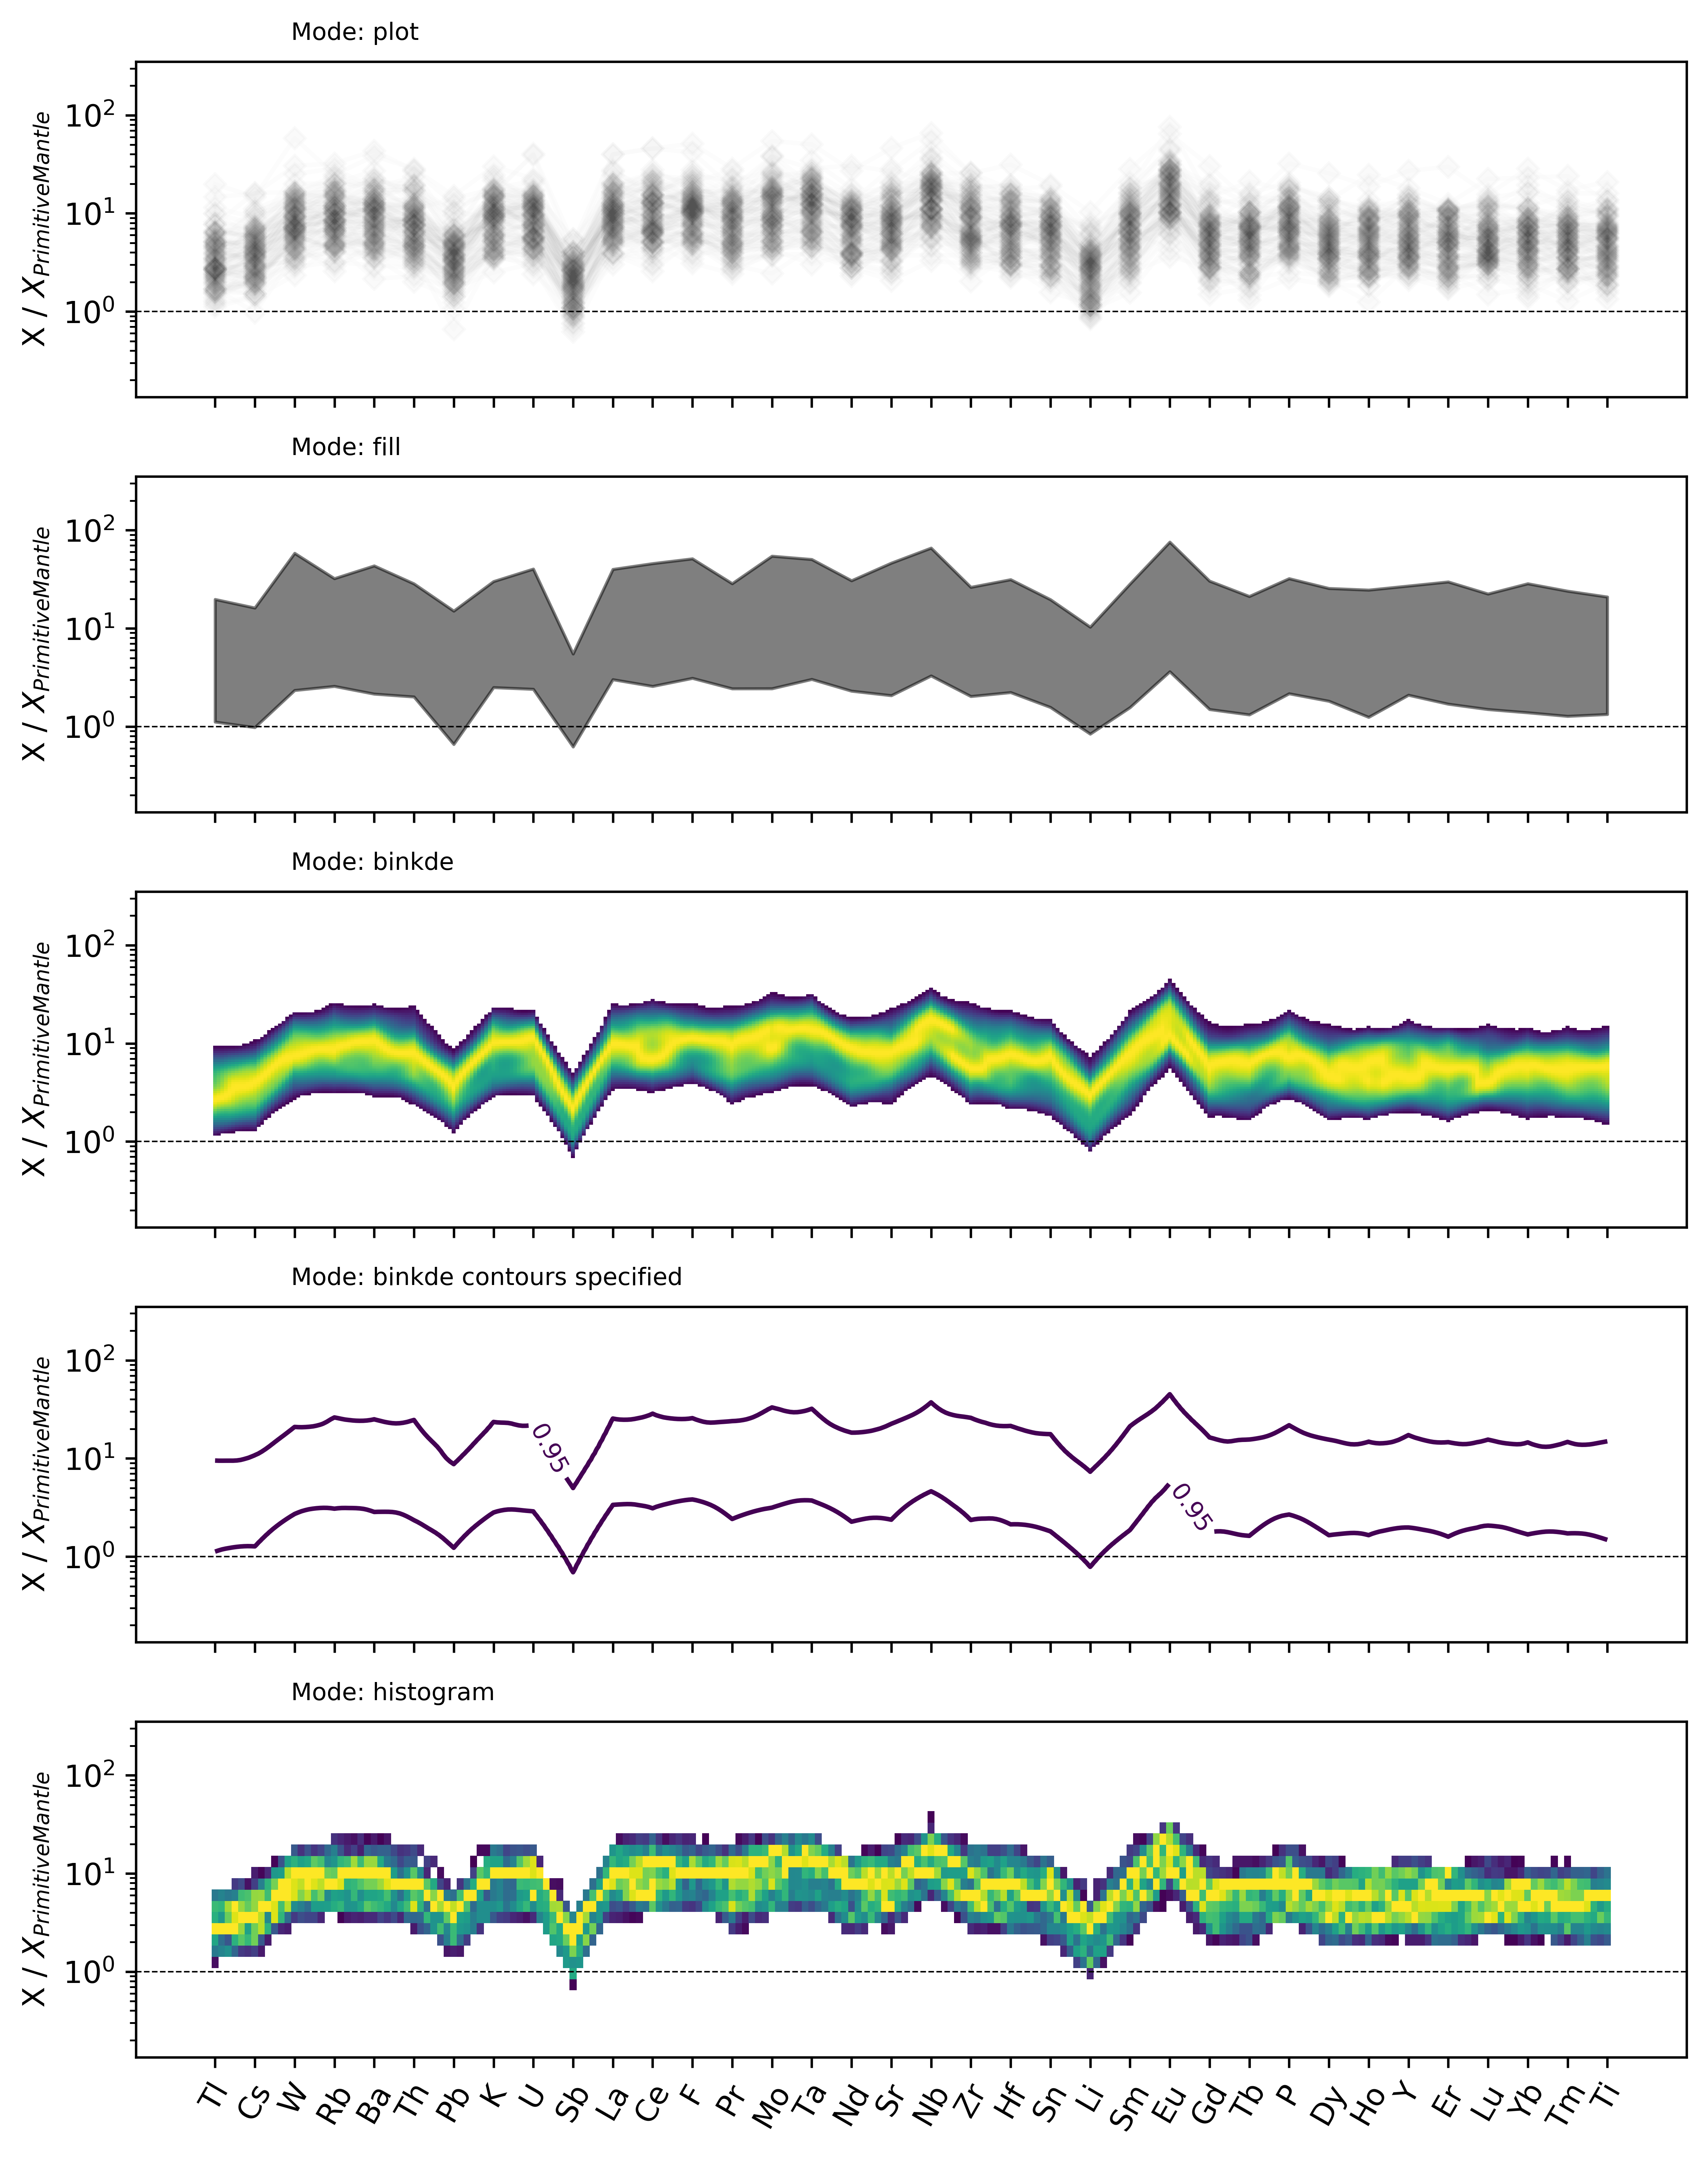 Mode: plot
X / X_PrimitiveMantle
10²
10¹
10⁰
Mode: fill
X / X_PrimitiveMantle
10²
10¹
10⁰
Mode: binkde
X / X_PrimitiveMantle
10²
10¹
10⁰
Mode: binkde contours specified
X / X_PrimitiveMantle
10²
10¹
10⁰
0.95
0.95
Mode: histogram
X / X_PrimitiveMantle
10²
10¹
10⁰
Tl Cs W Rb Ba Th Pb K U Sb La Ce F Pr Mo Ta Nd Sr Nb Zr Hf Sn Li Sm Eu Gd Tb P Dy Ho Y Er Lu Yb Tm Ti